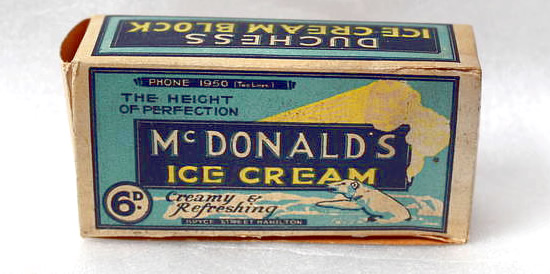 DUCHESS
ICE CREAM BLOCK
PHONE 1950 (Two Lines)
THE HEIGHT
OF PERFECTION
McDONALD'S
ICE CREAM
6D.
Creamy &
Refreshing
BRYCE STREET HAMILTON